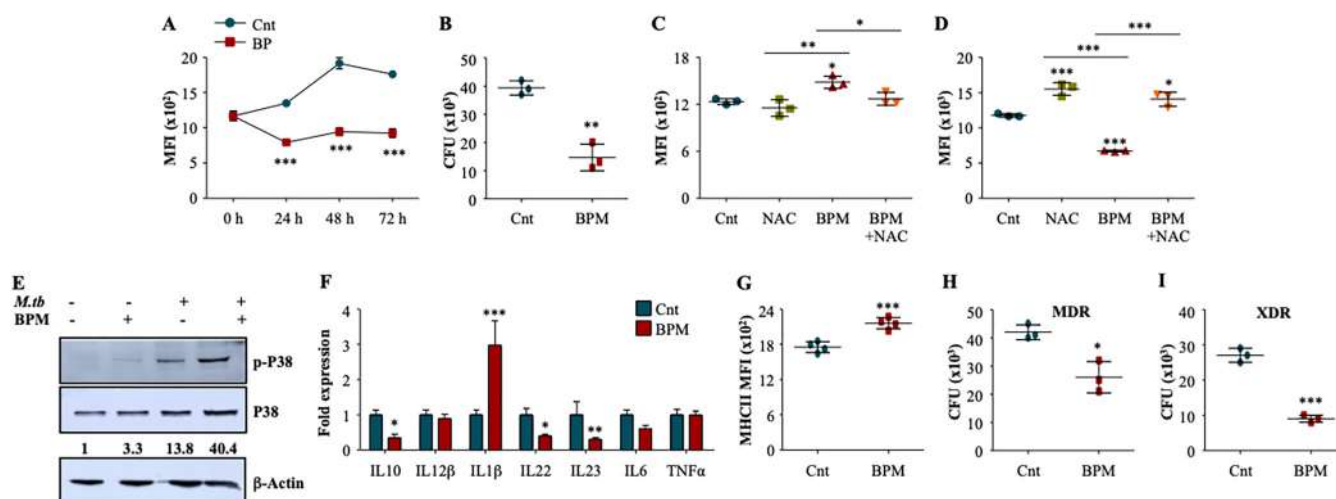 A
Cnt
BP
MFI (x10²)
20
15
10
5
0
0 h
24 h
48 h
72 h
***
***
***
B
CFU (x10³)
50
40
30
20
10
0
**
Cnt
BPM
C
MFI (x10²)
18
12
6
0
*
**
*
Cnt
NAC
BPM
BPM
+NAC
D
MFI (x10²)
20
15
10
5
0
***
***
***
***
*
Cnt
NAC
BPM
BPM
+NAC
E
M.tb - - + +
BPM - + - +
p-P38
P38
1 3.3 13.8 40.4
β-Actin
F
Fold expression
4
3
2
1
0
Cnt
BPM
*
***
*
**
IL10
IL12β
IL1β
IL22
IL23
IL6
TNFα
G
MHCII MFI (x10²)
24
18
12
6
0
***
Cnt
BPM
H
MDR
CFU (x10³)
50
40
30
20
10
0
*
Cnt
BPM
I
XDR
CFU (x10³)
40
30
20
10
0
***
Cnt
BPM